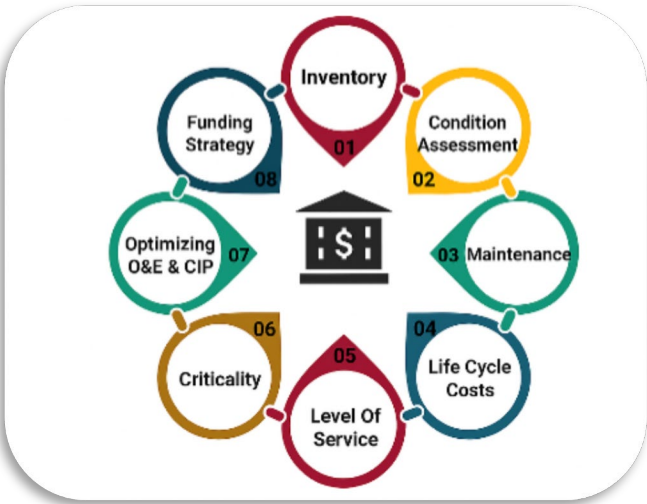 Inventory
01
Condition
Assessment
02
03 Maintenance
04
Life Cycle
Costs
05
Level Of
Service
06
Criticality
Optimizing
O&E & CIP
07
Funding
Strategy
08
$